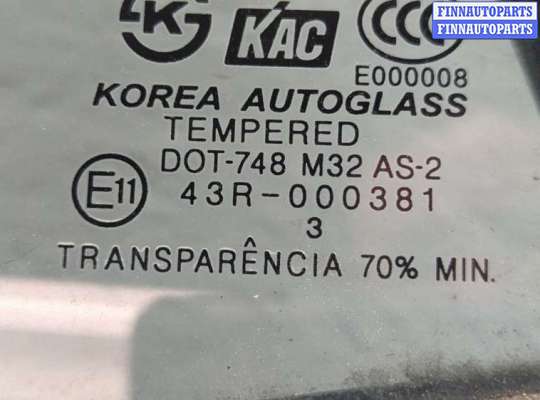 FINNAUTOPARTS
FINNAUTOPARTS
KAC
CCC
E000008
KOREA AUTOGLASS
TEMPERED
DOT-748 M32 AS-2
E11
43R-000381
3
TRANSPARÊNCIA 70% MIN.